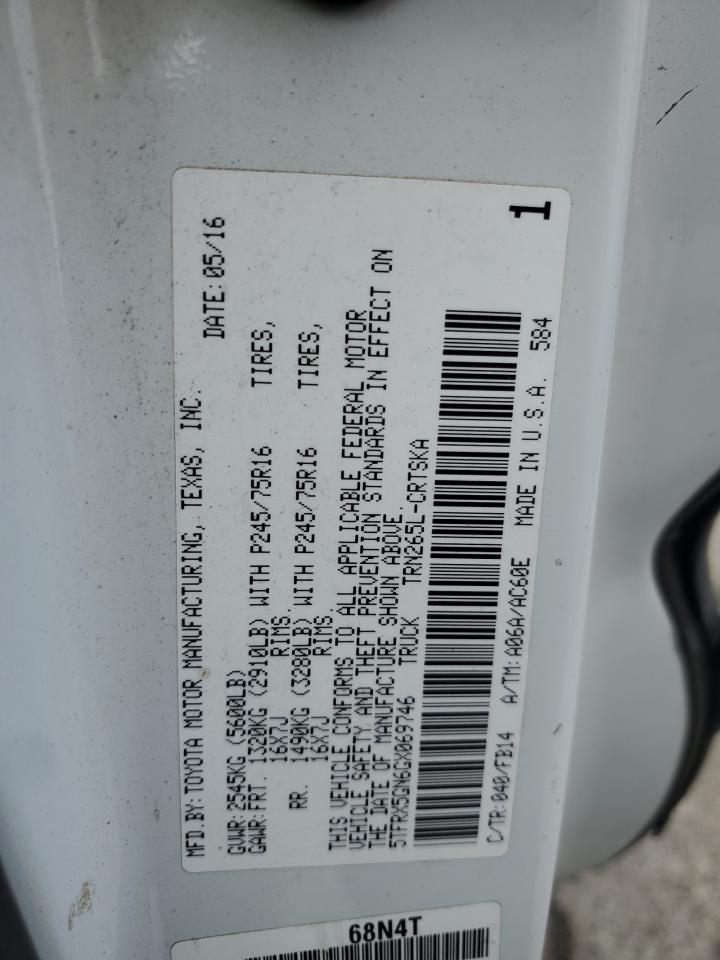 MFD.BY:TOYOTA MOTOR MANUFACTURING, TEXAS, INC.
DATE:05/16
GVWR:2545KG (5600LB)
GAWR:FRT. 1320KG (2910LB) WITH P245/75R16 TIRES,
16X7J RIMS.
RR. 1490KG (3280LB) WITH P245/75R16 TIRES,
16X7J RIMS.
THIS VEHICLE CONFORMS TO ALL APPLICABLE FEDERAL MOTOR
VEHICLE SAFETY AND THEFT PREVENTION STANDARDS IN EFFECT ON
THE DATE OF MANUFACTURE SHOWN ABOVE.
5TFRX5GN6GX069746 TRUCK TRN265L-CRTSKA
C/TR:040/FB14 A/TM:A06A/AC60E MADE IN U.S.A. 584
1
68N4T